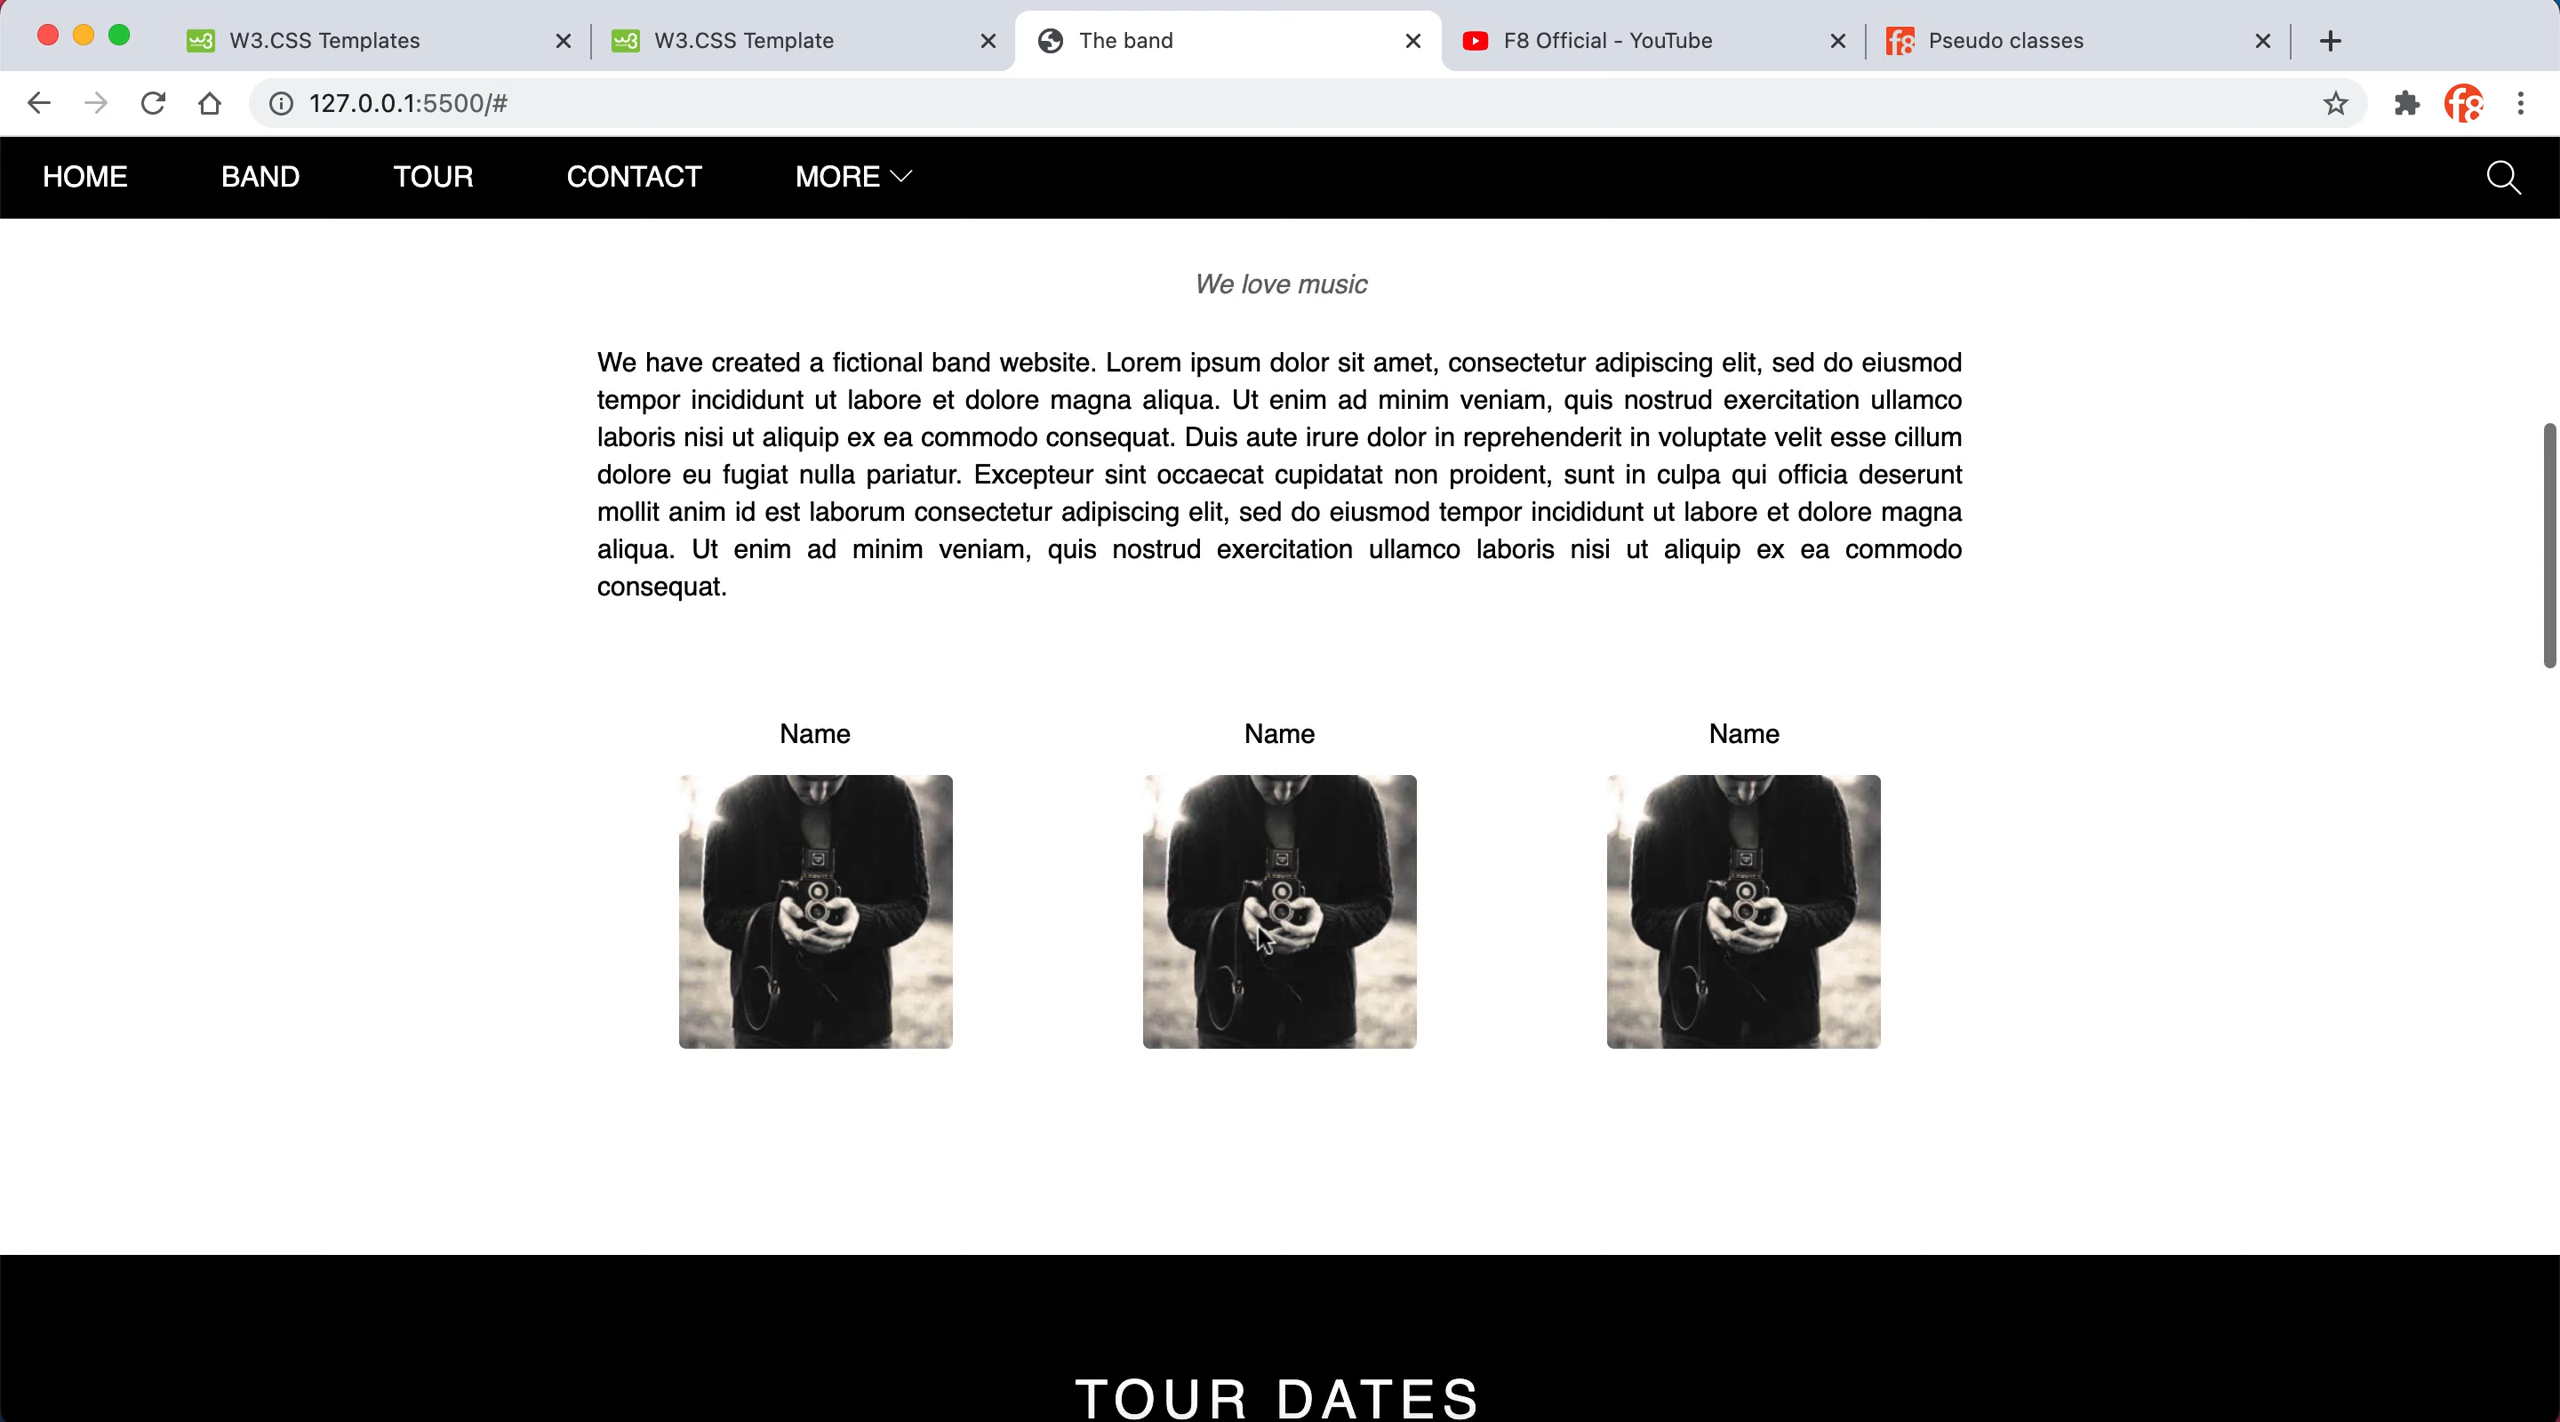 W3.CSS Templates
W3.CSS Template
The band
F8 Official - YouTube
Pseudo classes
127.0.0.1:5500/#
HOME
BAND
TOUR
CONTACT
MORE
We love music
We have created a fictional band website. Lorem ipsum dolor sit amet, consectetur adipiscing elit, sed do eiusmod
tempor incididunt ut labore et dolore magna aliqua. Ut enim ad minim veniam, quis nostrud exercitation ullamco
laboris nisi ut aliquip ex ea commodo consequat. Duis aute irure dolor in reprehenderit in voluptate velit esse cillum
dolore eu fugiat nulla pariatur. Excepteur sint occaecat cupidatat non proident, sunt in culpa qui officia deserunt
mollit anim id est laborum consectetur adipiscing elit, sed do eiusmod tempor incididunt ut labore et dolore magna
aliqua. Ut enim ad minim veniam, quis nostrud exercitation ullamco laboris nisi ut aliquip ex ea commodo
consequat.
Name
Name
Name
TOUR DATES